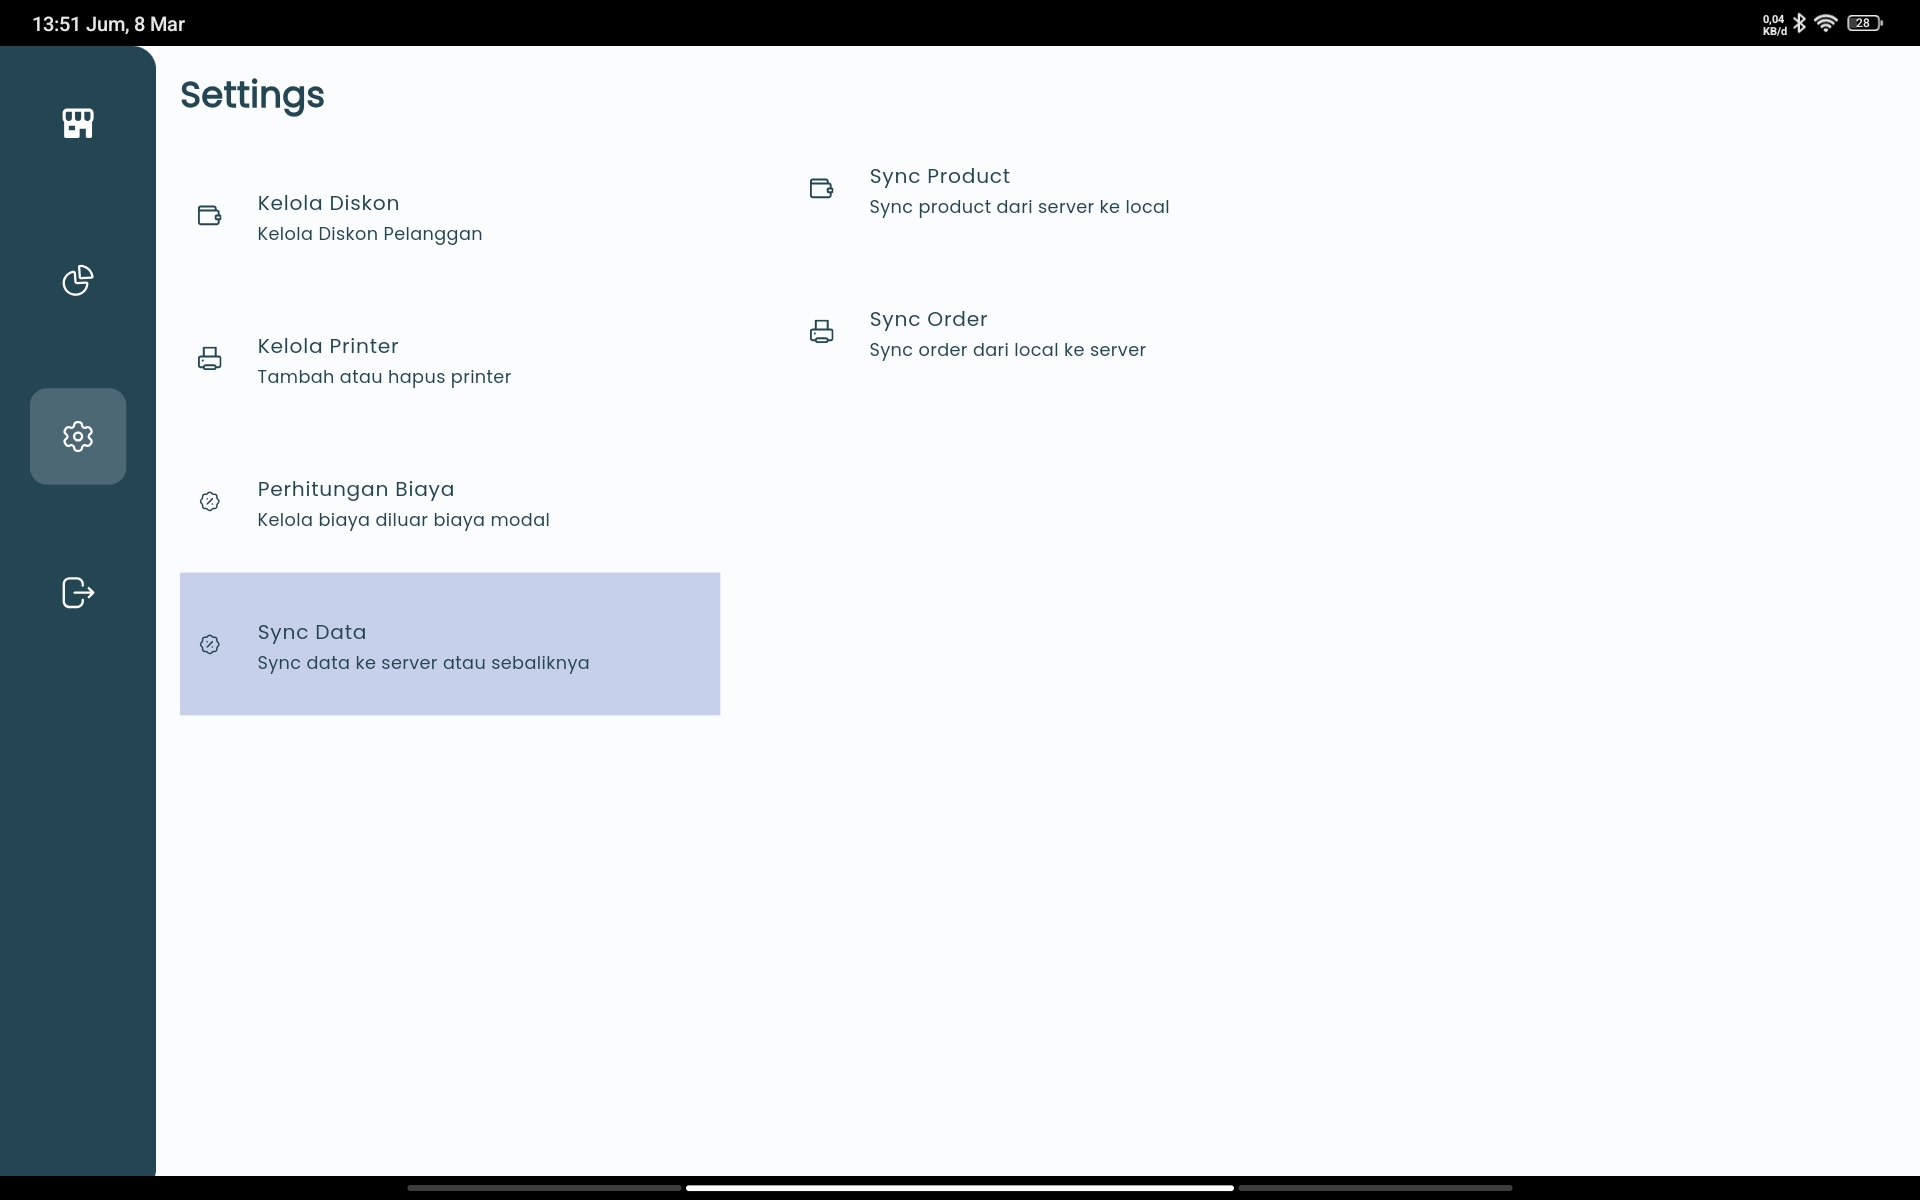 13:51 Jum, 8 Mar
0,04
KB/d
28
Settings
Kelola Diskon
Kelola Diskon Pelanggan
Kelola Printer
Tambah atau hapus printer
Perhitungan Biaya
Kelola biaya diluar biaya modal
Sync Data
Sync data ke server atau sebaliknya
Sync Product
Sync product dari server ke local
Sync Order
Sync order dari local ke server